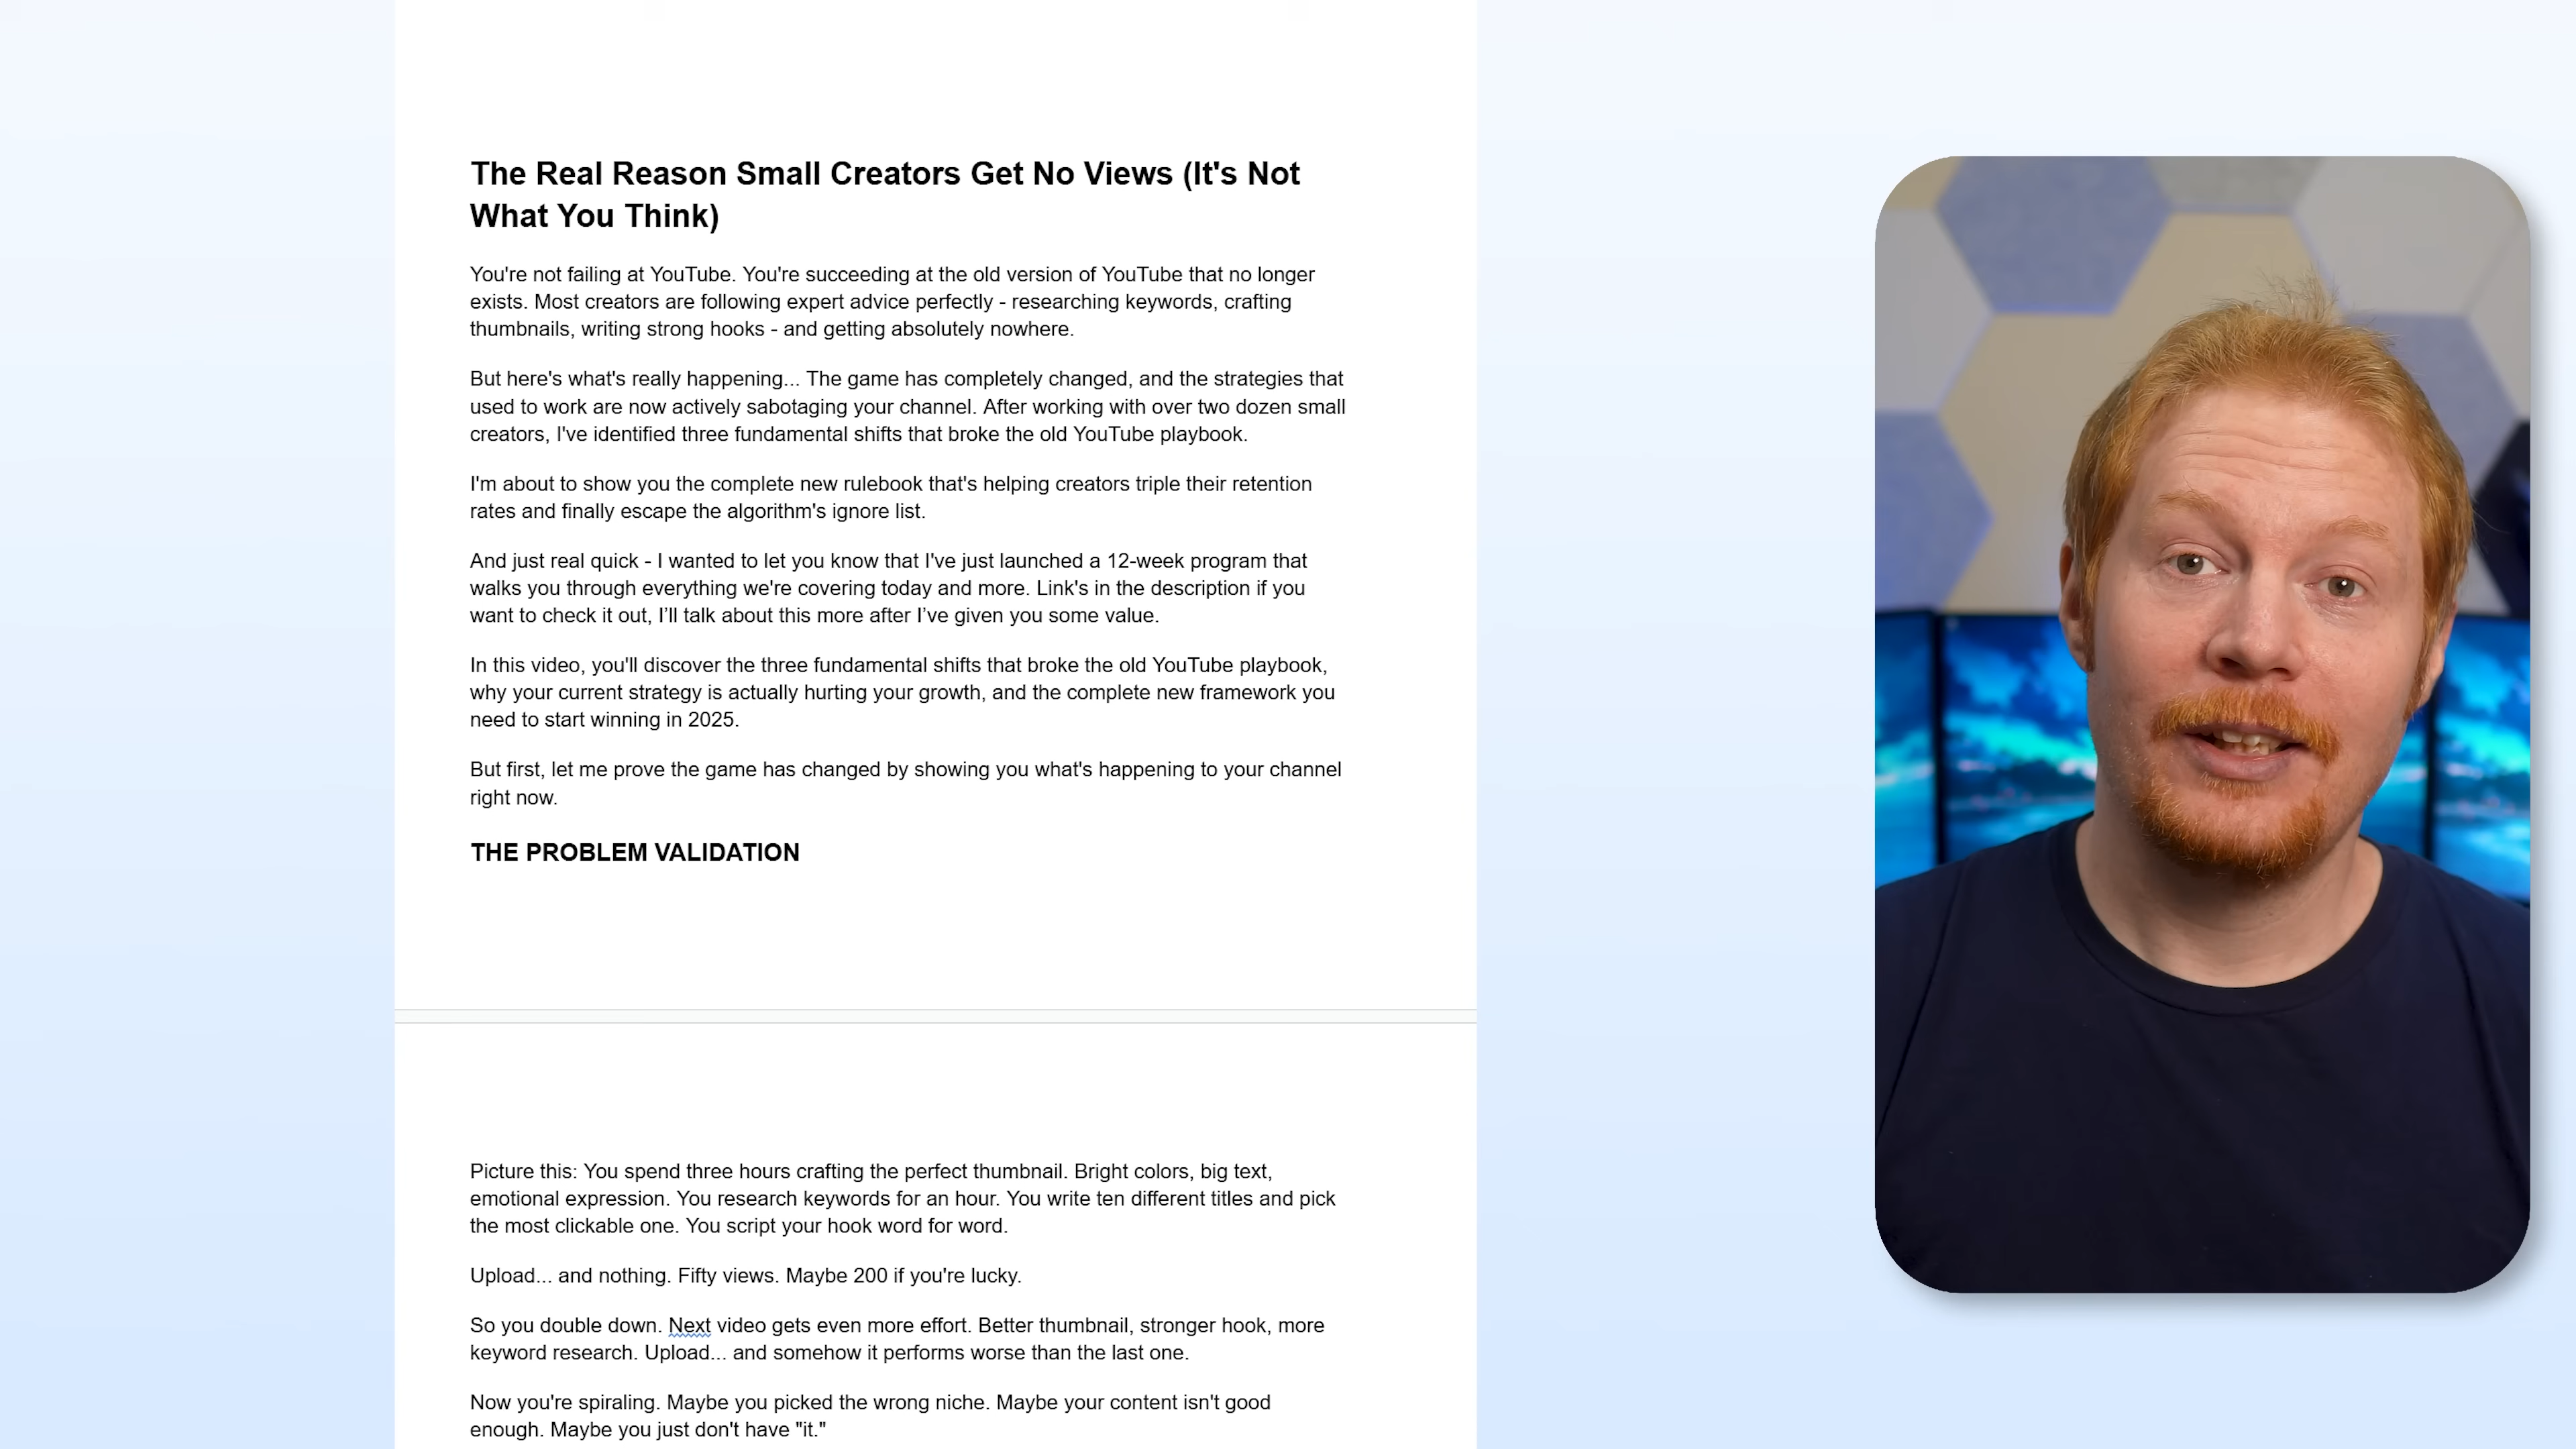 The Real Reason Small Creators Get No Views (It's Not
What You Think)
You're not failing at YouTube. You're succeeding at the old version of YouTube that no longer
exists. Most creators are following expert advice perfectly - researching keywords, crafting
thumbnails, writing strong hooks - and getting absolutely nowhere.
But here's what's really happening... The game has completely changed, and the strategies that
used to work are now actively sabotaging your channel. After working with over two dozen small
creators, I've identified three fundamental shifts that broke the old YouTube playbook.
I'm about to show you the complete new rulebook that's helping creators triple their retention
rates and finally escape the algorithm's ignore list.
And just real quick - I wanted to let you know that I've just launched a 12-week program that
walks you through everything we're covering today and more. Link's in the description if you
want to check it out, I’ll talk about this more after I’ve given you some value.
In this video, you'll discover the three fundamental shifts that broke the old YouTube playbook,
why your current strategy is actually hurting your growth, and the complete new framework you
need to start winning in 2025.
But first, let me prove the game has changed by showing you what's happening to your channel
right now.
THE PROBLEM VALIDATION
Picture this: You spend three hours crafting the perfect thumbnail. Bright colors, big text,
emotional expression. You research keywords for an hour. You write ten different titles and pick
the most clickable one. You script your hook word for word.
Upload... and nothing. Fifty views. Maybe 200 if you're lucky.
So you double down. Next video gets even more effort. Better thumbnail, stronger hook, more
keyword research. Upload... and somehow it performs worse than the last one.
Now you're spiraling. Maybe you picked the wrong niche. Maybe your content isn't good
enough. Maybe you just don't have "it."